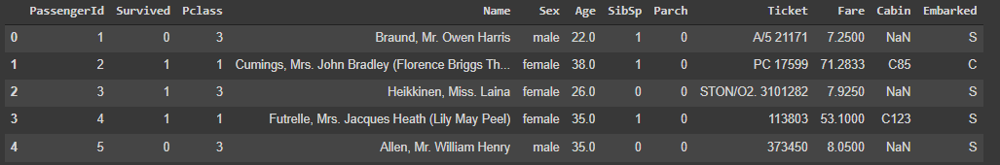 PassengerId Survived Pclass Name Sex Age SibSp Parch Ticket Fare Cabin Embarked
0 1 0 3 Braund, Mr. Owen Harris male 22.0 1 0 A/5 21171 7.2500 NaN S
1 2 1 1 Cumings, Mrs. John Bradley (Florence Briggs Th... female 38.0 1 0 PC 17599 71.2833 C85 C
2 3 1 3 Heikkinen, Miss. Laina female 26.0 0 0 STON/O2. 3101282 7.9250 NaN S
3 4 1 1 Futrelle, Mrs. Jacques Heath (Lily May Peel) female 35.0 1 0 113803 53.1000 C123 S
4 5 0 3 Allen, Mr. William Henry male 35.0 0 0 373450 8.0500 NaN S